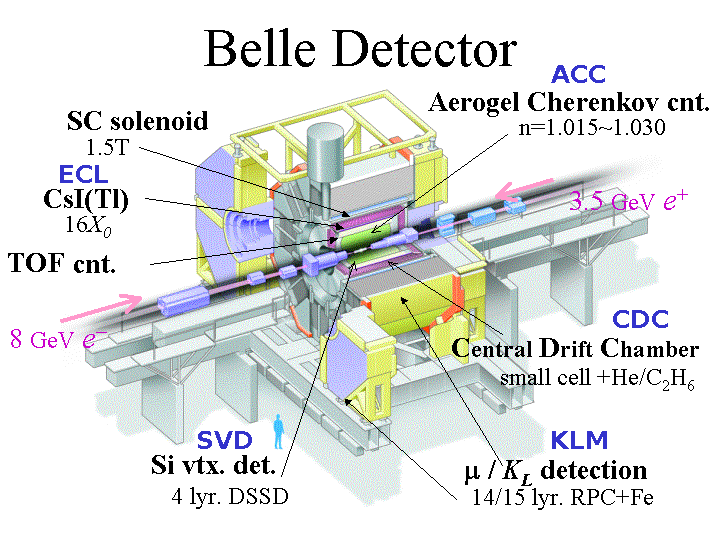 Belle Detector
ACC
Aerogel Cherenkov cnt.
n=1.015~1.030
SC solenoid
1.5T
ECL
CsI(Tl)
16X₀
TOF cnt.
3.5 GeV e⁺
8 GeV e⁻
CDC
Central Drift Chamber
small cell +He/C₂H₆
SVD
Si vtx. det.
4 lyr. DSSD
KLM
μ / K_L detection
14/15 lyr. RPC+Fe